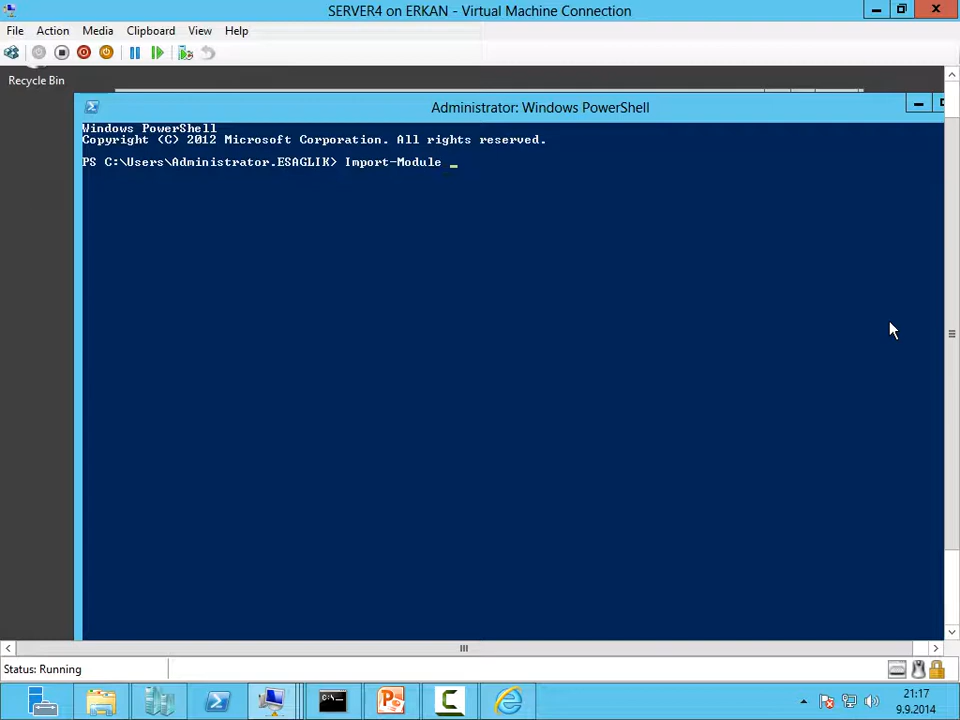 SERVER4 on ERKAN - Virtual Machine Connection
File Action Media Clipboard View Help
Recycle Bin
Administrator: Windows PowerShell
Windows PowerShell
Copyright (C) 2012 Microsoft Corporation. All rights reserved.
PS C:\Users\Administrator.ESAGLIK> Import-Module _
Status: Running
21:17
9.9.2014